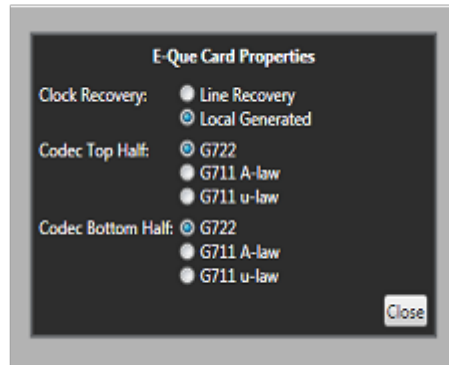 E-Que Card Properties
Clock Recovery: Line Recovery
Local Generated
Codec Top Half: G722
G711 A-law
G711 u-law
Codec Bottom Half: G722
G711 A-law
G711 u-law
Close